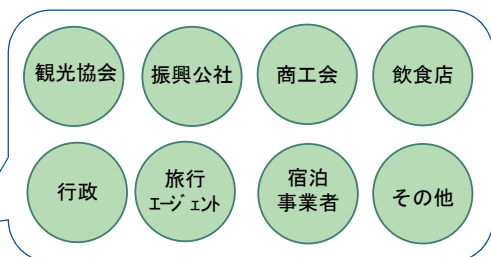 観光協会
振興公社
商工会
飲食店
行政
旅行
エージェント
宿泊
事業者
その他